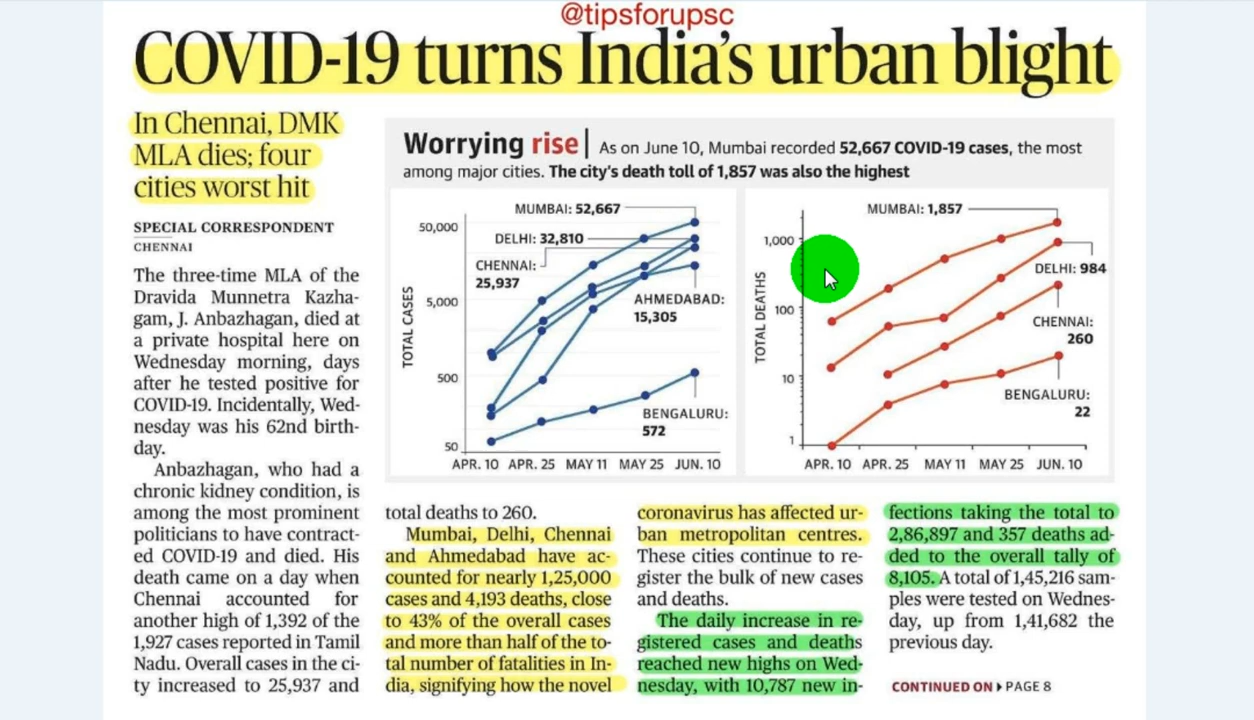 @tipsforupsc
COVID-19 turns India's urban blight
In Chennai, DMK
MLA dies; four
cities worst hit
SPECIAL CORRESPONDENT
CHENNAI
The three-time MLA of the
Dravida Munnetra Kazha-
gam, J. Anbazhagan, died at
a private hospital here on
Wednesday morning, days
after he tested positive for
COVID-19. Incidentally, Wed-
nesday was his 62nd birth-
day.
Anbazhagan, who had a
chronic kidney condition, is
among the most prominent
politicians to have contract-
ed COVID-19 and died. His
death came on a day when
Chennai accounted for
another high of 1,392 of the
1,927 cases reported in Tamil
Nadu. Overall cases in the ci-
ty increased to 25,937 and
Worrying rise | As on June 10, Mumbai recorded 52,667 COVID-19 cases, the most
among major cities. The city's death toll of 1,857 was also the highest
TOTAL CASES
50,000
5,000
500
50
MUMBAI: 52,667
DELHI: 32,810
CHENNAI:
25,937
AHMEDABAD:
15,305
BENGALURU:
572
APR. 10 APR. 25 MAY 11 MAY 25 JUN. 10
TOTAL DEATHS
1,000
100
10
1
MUMBAI: 1,857
DELHI: 984
CHENNAI:
260
BENGALURU:
22
APR. 10 APR. 25 MAY 11 MAY 25 JUN. 10
total deaths to 260.
Mumbai, Delhi, Chennai
and Ahmedabad have ac-
counted for nearly 1,25,000
cases and 4,193 deaths, close
to 43% of the overall cases
and more than half of the to-
tal number of fatalities in In-
dia, signifying how the novel
coronavirus has affected ur-
ban metropolitan centres.
These cities continue to re-
gister the bulk of new cases
and deaths.
The daily increase in re-
gistered cases and deaths
reached new highs on Wed-
nesday, with 10,787 new in-
fections taking the total to
2,86,897 and 357 deaths ad-
ded to the overall tally of
8,105. A total of 1,45,216 sam-
ples were tested on Wednes-
day, up from 1,41,682 the
previous day.
CONTINUED ON ▸ PAGE 8